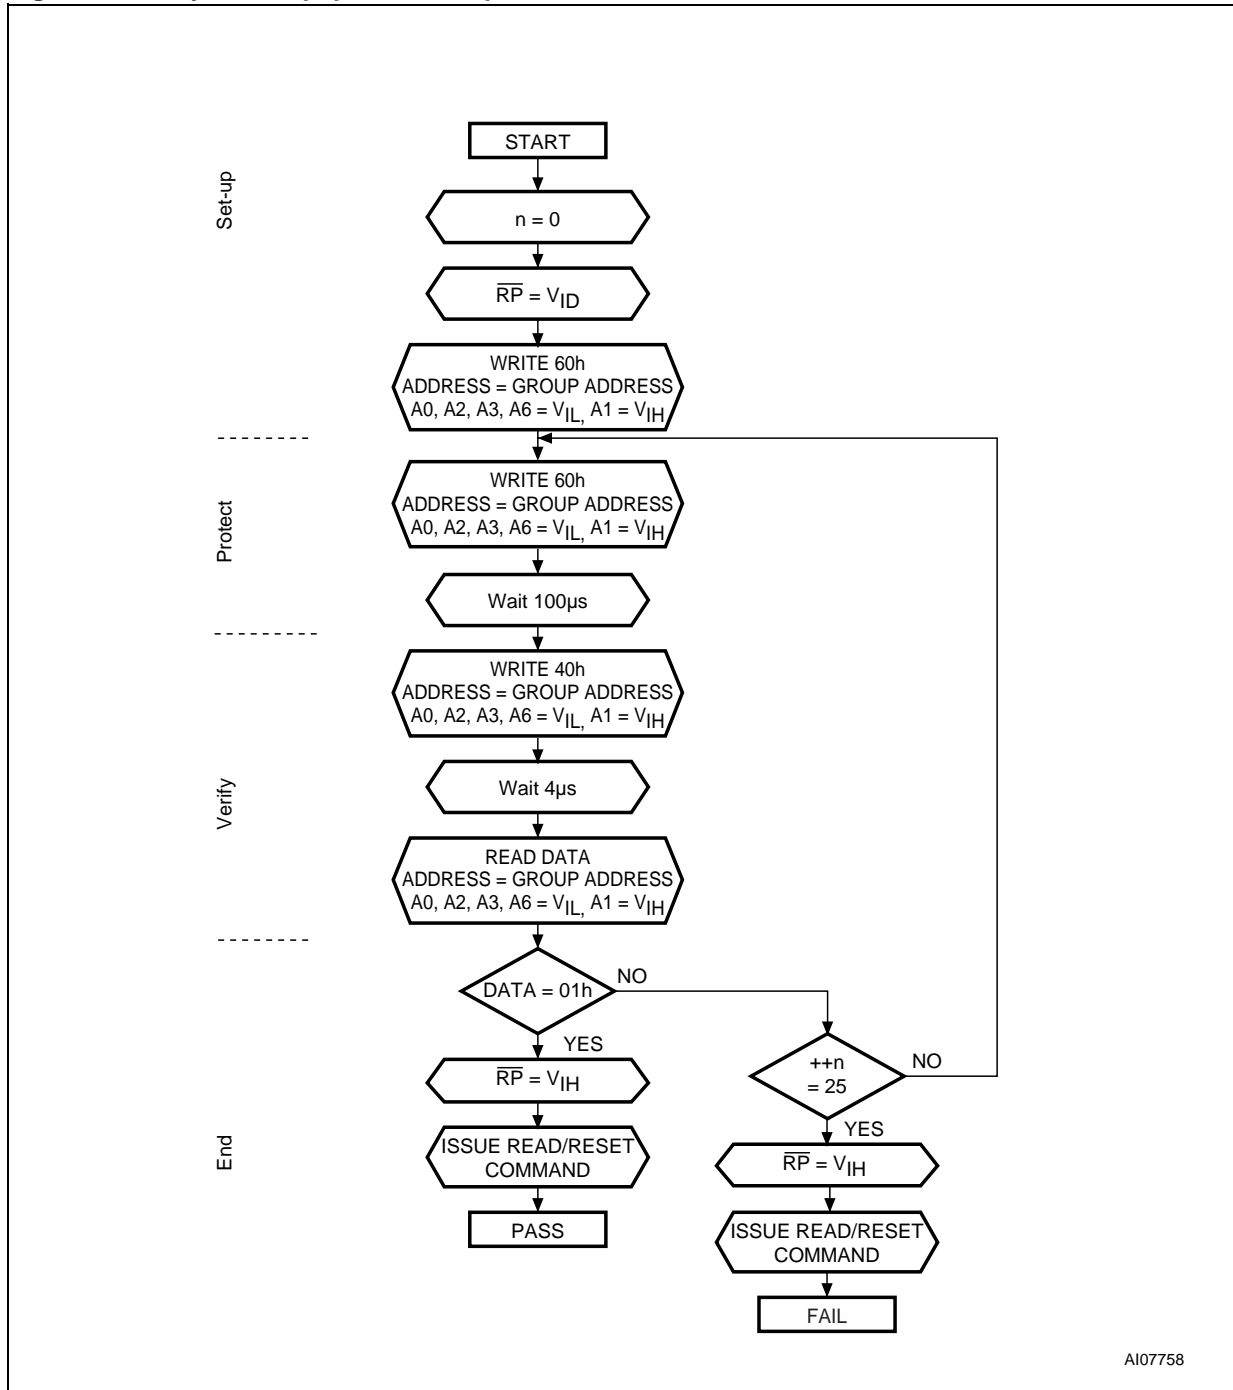 START
Set-up
n = 0
R̅P̅ = VID
WRITE 60h
ADDRESS = GROUP ADDRESS
A0, A2, A3, A6 = VIL, A1 = VIH
Protect
WRITE 60h
ADDRESS = GROUP ADDRESS
A0, A2, A3, A6 = VIL, A1 = VIH
Wait 100µs
Verify
WRITE 40h
ADDRESS = GROUP ADDRESS
A0, A2, A3, A6 = VIL, A1 = VIH
Wait 4µs
READ DATA
ADDRESS = GROUP ADDRESS
A0, A2, A3, A6 = VIL, A1 = VIH
End
DATA = 01h
NO
YES
++n
= 25
NO
YES
R̅P̅ = VIH
ISSUE READ/RESET
COMMAND
PASS
R̅P̅ = VIH
ISSUE READ/RESET
COMMAND
FAIL
AI07758